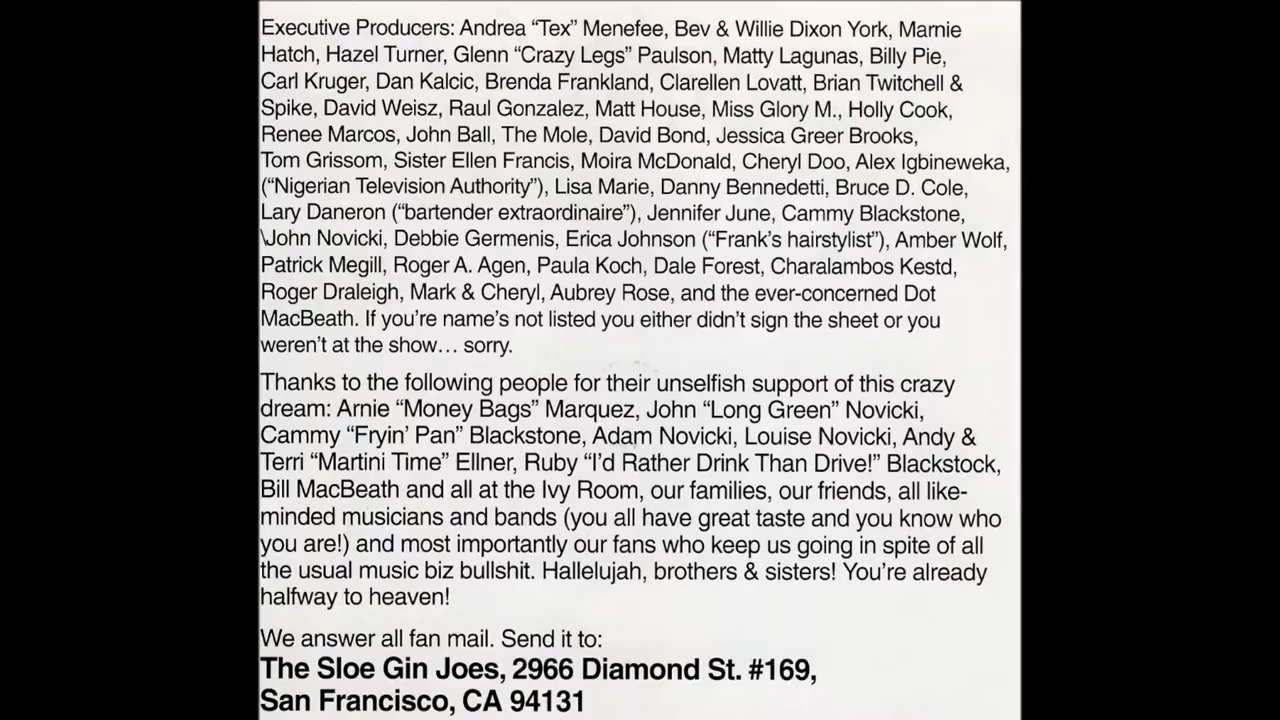 Executive Producers: Andrea “Tex” Menefee, Bev & Willie Dixon York, Marnie
Hatch, Hazel Turner, Glenn “Crazy Legs” Paulson, Matty Lagunas, Billy Pie,
Carl Kruger, Dan Kalcic, Brenda Frankland, Clarellen Lovatt, Brian Twitchell &
Spike, David Weisz, Raul Gonzalez, Matt House, Miss Glory M., Holly Cook,
Renee Marcos, John Ball, The Mole, David Bond, Jessica Greer Brooks,
Tom Grissom, Sister Ellen Francis, Moira McDonald, Cheryl Doo, Alex Igbineweka,
(“Nigerian Television Authority”), Lisa Marie, Danny Bennedetti, Bruce D. Cole,
Lary Daneron (“bartender extraordinaire”), Jennifer June, Cammy Blackstone,
\John Novicki, Debbie Germenis, Erica Johnson (“Frank’s hairstylist”), Amber Wolf,
Patrick Megill, Roger A. Agen, Paula Koch, Dale Forest, Charalambos Kestd,
Roger Draleigh, Mark & Cheryl, Aubrey Rose, and the ever-concerned Dot
MacBeath. If you’re name’s not listed you either didn’t sign the sheet or you
weren’t at the show… sorry.
Thanks to the following people for their unselfish support of this crazy
dream: Arnie “Money Bags” Marquez, John “Long Green” Novicki,
Cammy “Fryin’ Pan” Blackstone, Adam Novicki, Louise Novicki, Andy &
Terri “Martini Time” Ellner, Ruby “I’d Rather Drink Than Drive!” Blackstock,
Bill MacBeath and all at the Ivy Room, our families, our friends, all like-
minded musicians and bands (you all have great taste and you know who
you are!) and most importantly our fans who keep us going in spite of all
the usual music biz bullshit. Hallelujah, brothers & sisters! You’re already
halfway to heaven!
We answer all fan mail. Send it to:
The Sloe Gin Joes, 2966 Diamond St. #169,
San Francisco, CA 94131